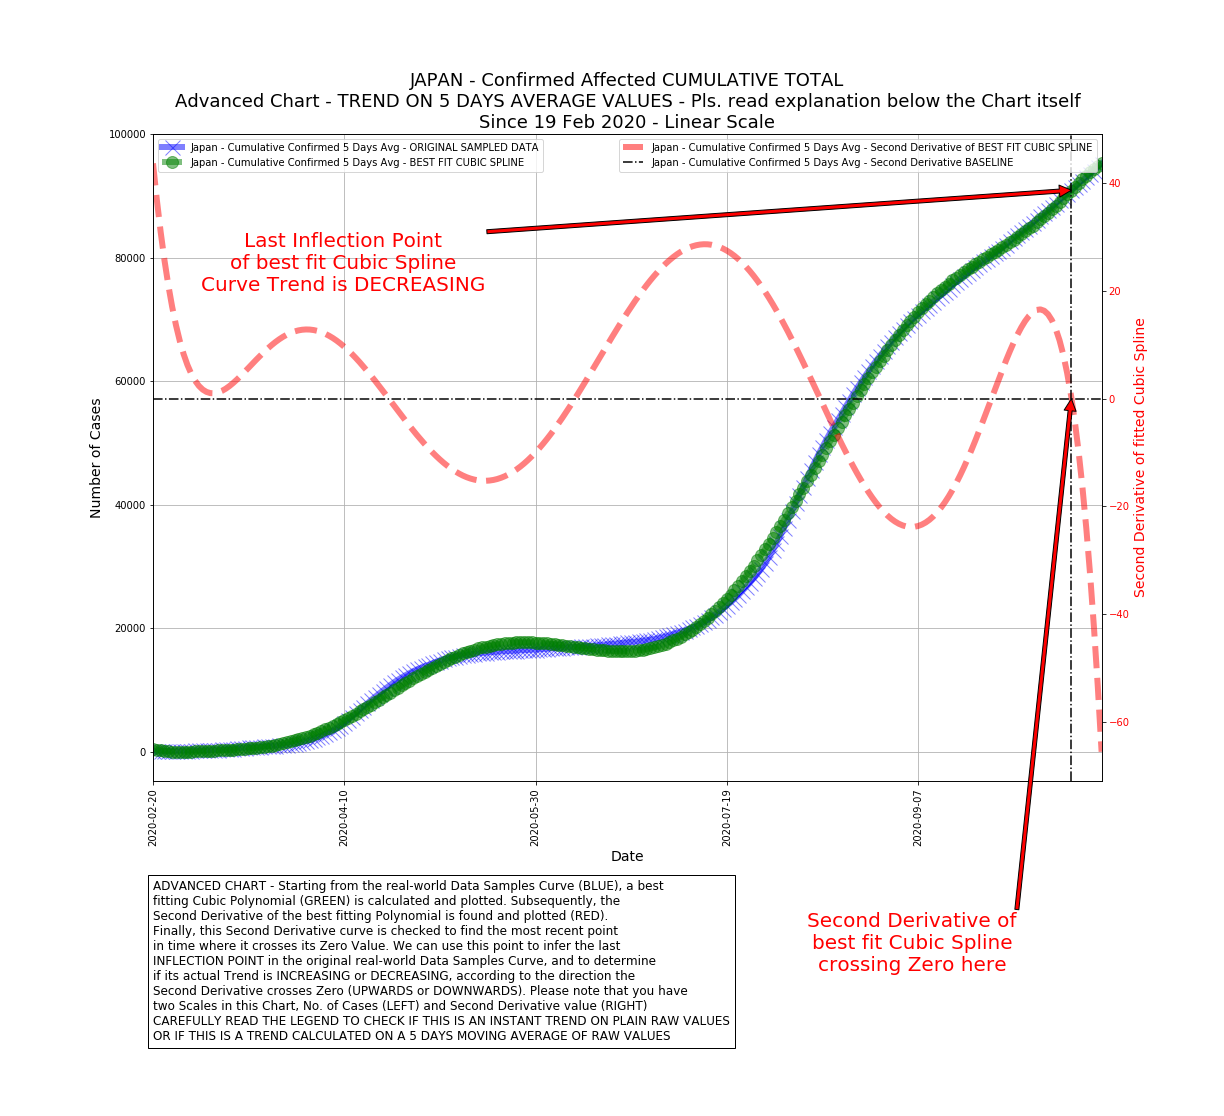 JAPAN - Confirmed Affected CUMULATIVE TOTAL
Advanced Chart - TREND ON 5 DAYS AVERAGE VALUES - Pls. read explanation below the Chart itself
Since 19 Feb 2020 - Linear Scale
Japan - Cumulative Confirmed 5 Days Avg - ORIGINAL SAMPLED DATA
Japan - Cumulative Confirmed 5 Days Avg - BEST FIT CUBIC SPLINE
Japan - Cumulative Confirmed 5 Days Avg - Second Derivative of BEST FIT CUBIC SPLINE
Japan - Cumulative Confirmed 5 Days Avg - Second Derivative BASELINE
Last Inflection Point
of best fit Cubic Spline
Curve Trend is DECREASING
Number of Cases
100000
80000
60000
40000
20000
0
40
20
0
−20
−40
−60
Second Derivative of fitted Cubic Spline
2020-02-20
2020-04-10
2020-05-30
2020-07-19
2020-09-07
Date
ADVANCED CHART - Starting from the real-world Data Samples Curve (BLUE), a best
fitting Cubic Polynomial (GREEN) is calculated and plotted. Subsequently, the
Second Derivative of the best fitting Polynomial is found and plotted (RED).
Finally, this Second Derivative curve is checked to find the most recent point
in time where it crosses its Zero Value. We can use this point to infer the last
INFLECTION POINT in the original real-world Data Samples Curve, and to determine
if its actual Trend is INCREASING or DECREASING, according to the direction the
Second Derivative crosses Zero (UPWARDS or DOWNWARDS). Please note that you have
two Scales in this Chart, No. of Cases (LEFT) and Second Derivative value (RIGHT)
CAREFULLY READ THE LEGEND TO CHECK IF THIS IS AN INSTANT TREND ON PLAIN RAW VALUES
OR IF THIS IS A TREND CALCULATED ON A 5 DAYS MOVING AVERAGE OF RAW VALUES
Second Derivative of
best fit Cubic Spline
crossing Zero here